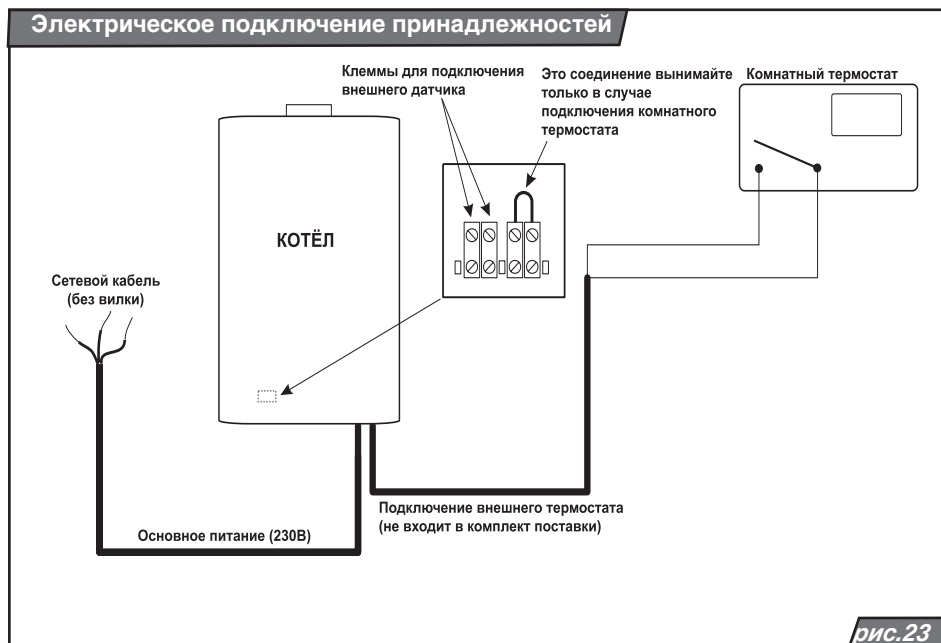 Электрическое подключение принадлежностей
Клеммы для подключения
внешнего датчика
Это соединение вынимайте
только в случае
подключения комнатного
термостата
Комнатный термостат
КОТЁЛ
Сетевой кабель
(без вилки)
Подключение внешнего термостата
(не входит в комплект поставки)
Основное питание (230В)
рис.23